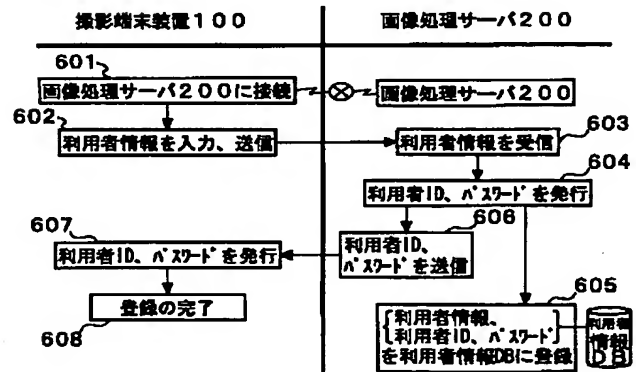 撮影端末装置100
画像処理サーバ200
601
画像処理サーバ200に接続
画像処理サーバ200
602
利用者情報を入力、送信
利用者情報を受信
603
604
利用者ID、パスワードを発行
606
607
利用者ID、パスワードを発行
利用者ID、
パスワードを送信
登録の完了
608
605
利用者情報、
利用者ID、パスワード
を利用者情報DBに登録
利用者
情報
DB